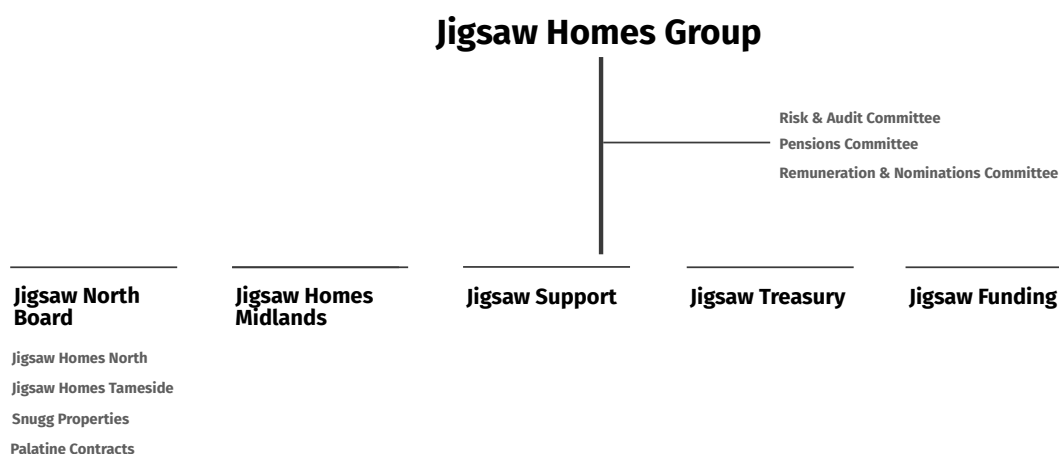 Jigsaw Homes Group
Risk & Audit Committee
Pensions Committee
Remuneration & Nominations Committee
Jigsaw North
Board
Jigsaw Homes North
Jigsaw Homes Tameside
Snugg Properties
Palatine Contracts
Jigsaw Homes
Midlands
Jigsaw Support
Jigsaw Treasury
Jigsaw Funding